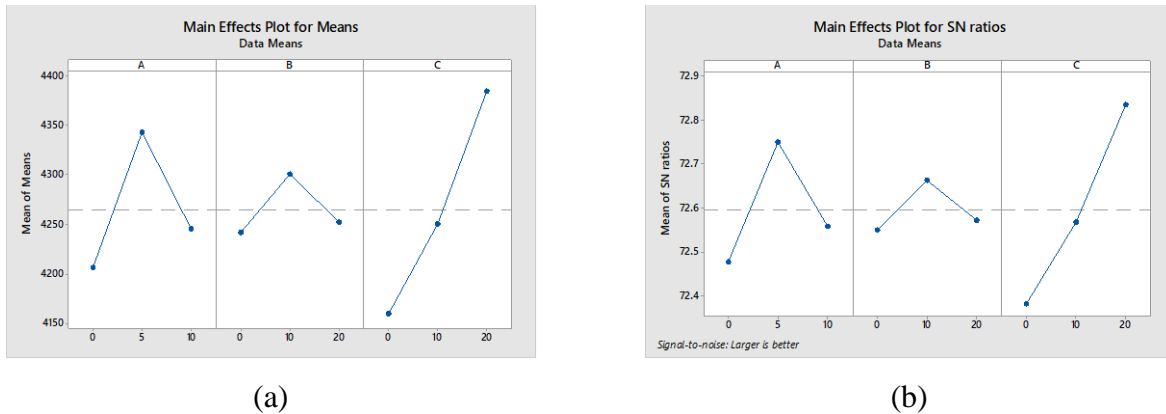 Main Effects Plot for Means
Data Means
A B C
4400
4350
4300
4250
4200
4150
Mean of Means
0 5 10 0 10 20 0 10 20
(a)
Main Effects Plot for SN ratios
Data Means
A B C
72.9
72.8
72.7
72.6
72.5
72.4
Mean of SN ratios
0 5 10 0 10 20 0 10 20
Signal-to-noise: Larger is better
(b)